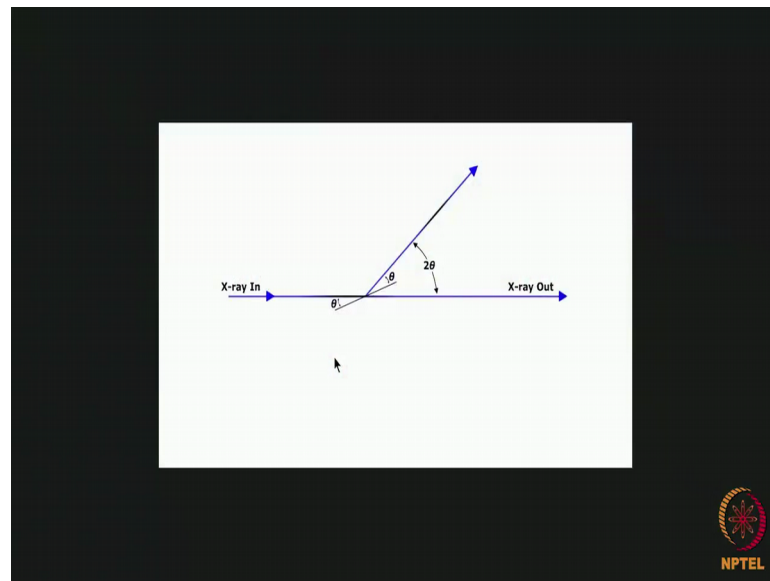 2θ
θ
X-ray In
X-ray Out
θ
NPTEL